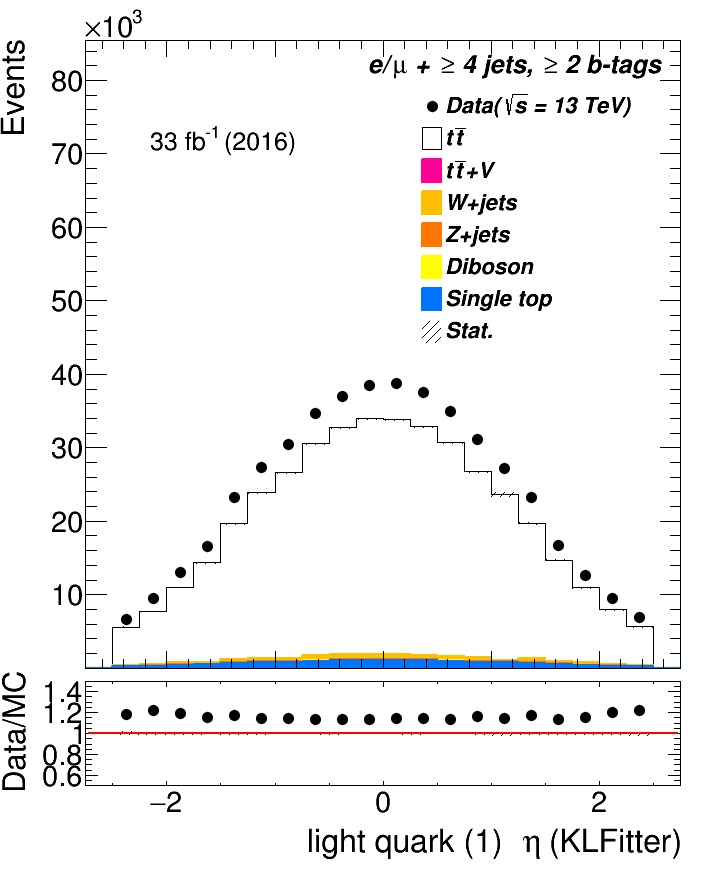 ×10³
Events
e/μ + ≥ 4 jets, ≥ 2 b-tags
33 fb⁻¹ (2016)
Data(√s = 13 TeV)
tt̅
tt̅+V
W+jets
Z+jets
Diboson
Single top
Stat.
80
70
60
50
40
30
20
10
Data/MC
1.4
1.2
1
0.8
0.6
−2 0 2
light quark (1) η (KLFitter)